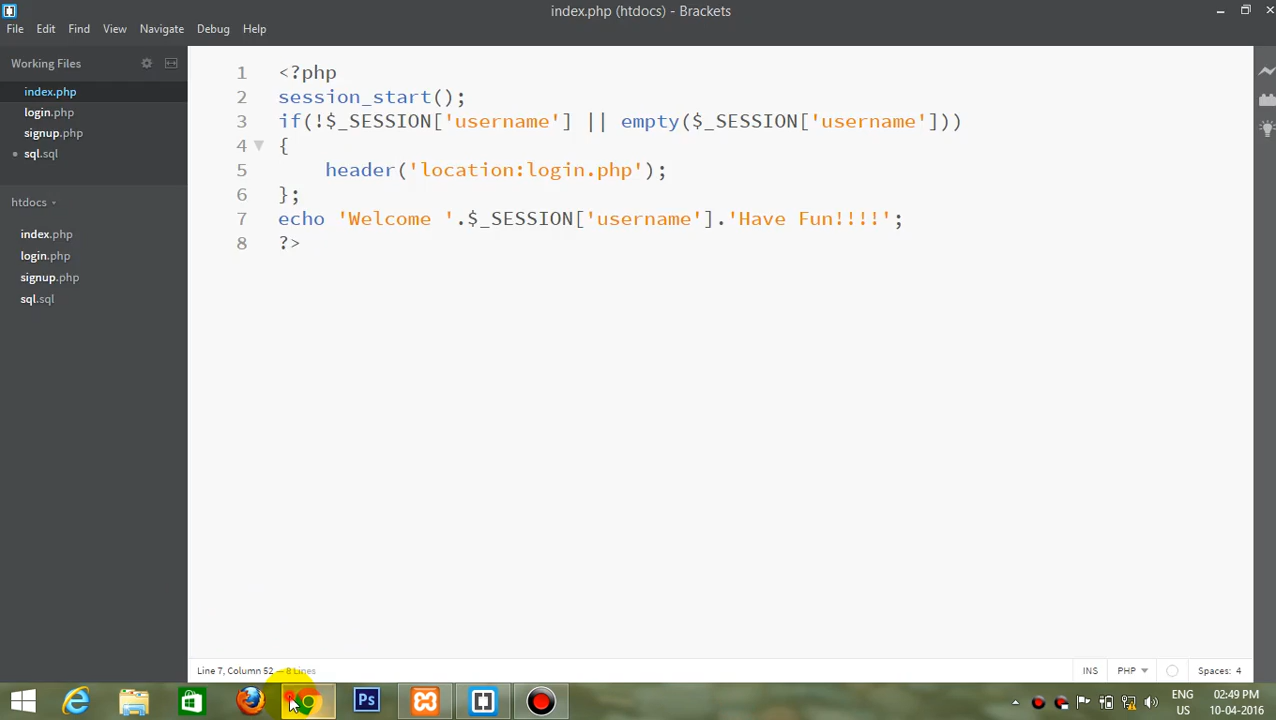 index.php (htdocs) - Brackets
File Edit Find View Navigate Debug Help
Working Files
index.php
login.php
signup.php
sql.sql
htdocs
index.php
login.php
signup.php
sql.sql
1 <?php
2 session_start();
3 if(!$_SESSION['username'] || empty($_SESSION['username']))
4 {
5 header('location:login.php');
6 };
7 echo 'Welcome '.$_SESSION['username'].'Have Fun!!!!';
8 ?>
Line 7, Column 52 — 8 Lines
INS PHP Spaces: 4
Ps
ENG 02:49 PM
US 10-04-2016